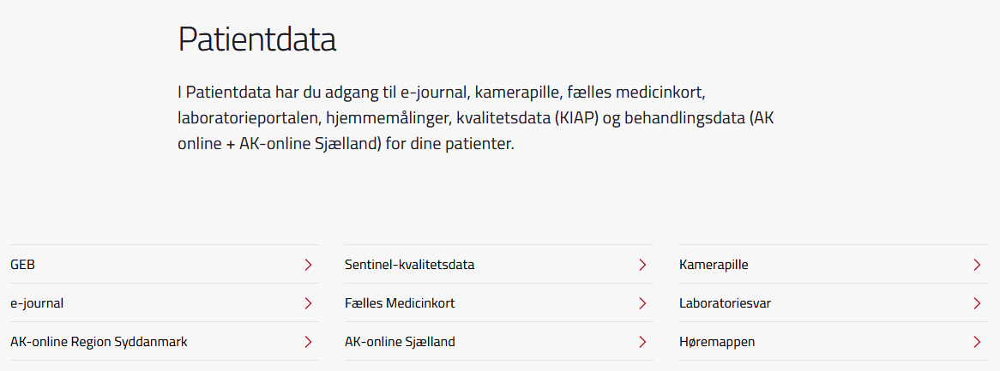 Patientdata
I Patientdata har du adgang til e-journal, kamerapille, fælles medicinkort,
laboratorieportalen, hjemmemålinger, kvalitetsdata (KIAP) og behandlingsdata (AK
online + AK-online Sjælland) for dine patienter.
GEB
Sentinel-kvalitetsdata
Kamerapille
e-journal
Fælles Medicinkort
Laboratoriesvar
AK-online Region Syddanmark
AK-online Sjælland
Høremappen